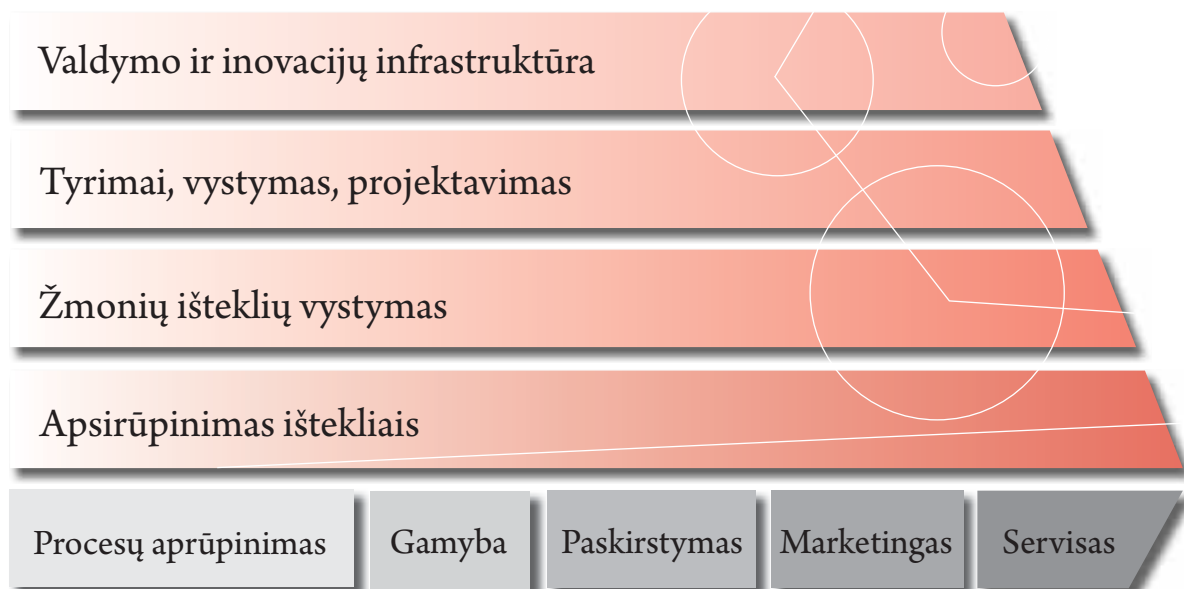 Valdymo ir inovacijų infrastruktūra
Tyrimai, vystymas, projektavimas
Žmonių išteklių vystymas
Apsirūpinimas ištekliais
Procesų aprūpinimas
Gamyba
Paskirstymas
Marketingas
Servisas